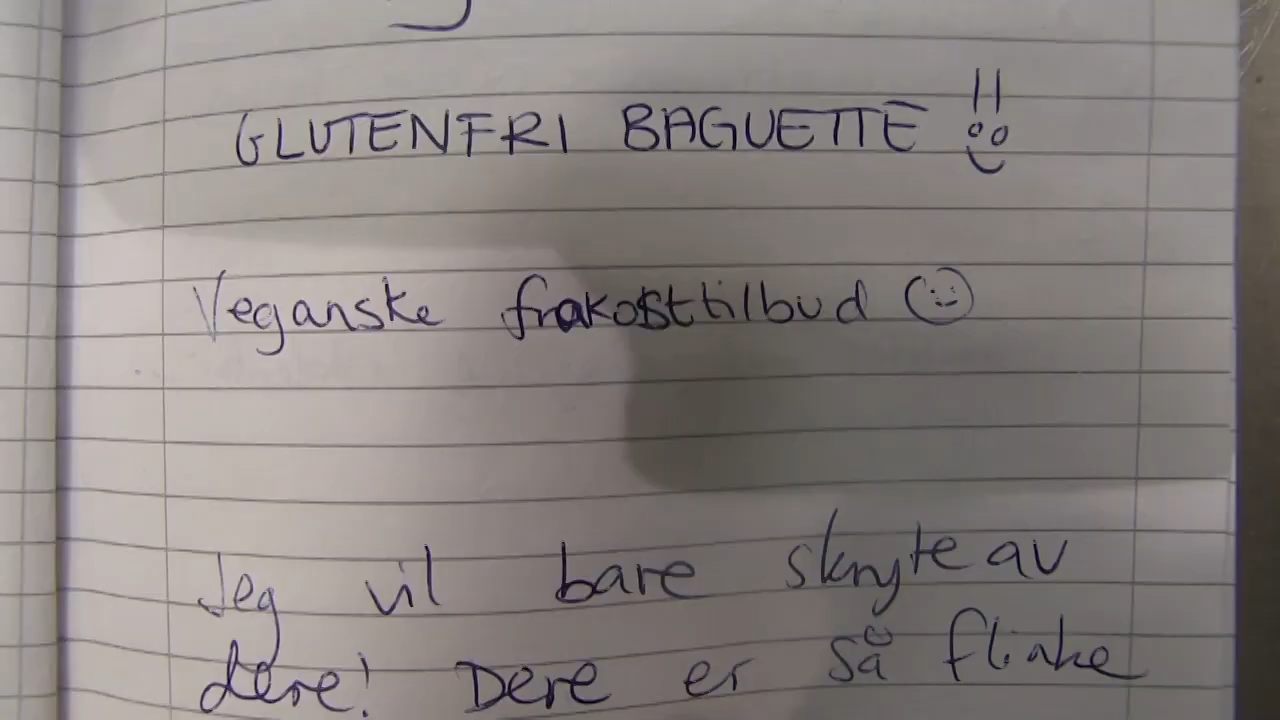 GLUTENFRI BAGUETTE !!
Veganske frokosttilbud
Jeg vil bare skryte av
dere! Dere er så flinke